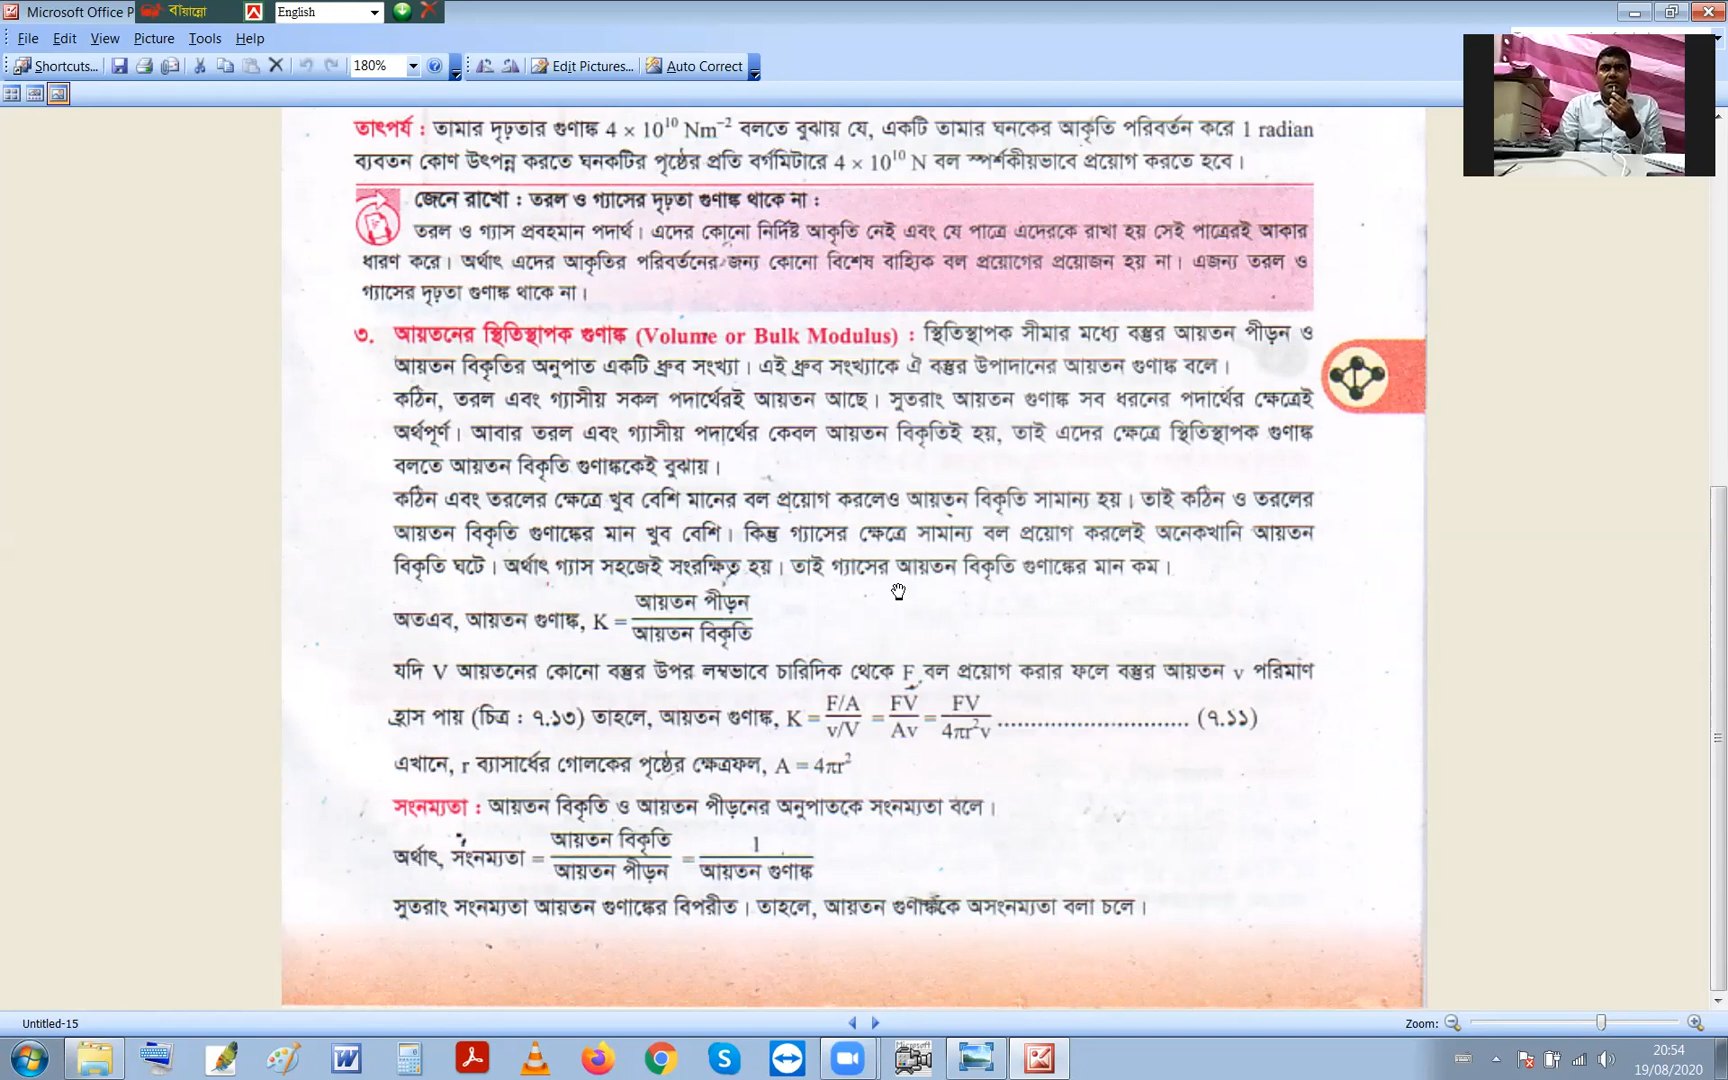 Microsoft Office P
বাঁয়ান্নো
English
File Edit View Picture Tools Help
Shortcuts... 180% Edit Pictures... Auto Correct
তাৎপর্য : তামার দৃঢ়তার গুণাঙ্ক 4 × 10¹⁰ Nm⁻² বলতে বুঝায় যে, একটি তামার ঘনকের আকৃতি পরিবর্তন করে 1 radian
ব্যবতন কোণ উৎপন্ন করতে ঘনকটির পৃষ্ঠের প্রতি বর্গমিটারে 4 × 10¹⁰ N বল স্পর্শকীয়ভাবে প্রয়োগ করতে হবে।
জেনে রাখো : তরল ও গ্যাসের দৃঢ়তা গুণাঙ্ক থাকে না :
তরল ও গ্যাস প্রবহমান পদার্থ। এদের কোনো নির্দিষ্ট আকৃতি নেই এবং যে পাত্রে এদেরকে রাখা হয় সেই পাত্রেরই আকার
ধারণ করে। অর্থাৎ এদের আকৃতির পরিবর্তনের জন্য কোনো বিশেষ বাহ্যিক বল প্রয়োগের প্রয়োজন হয় না। এজন্য তরল ও
গ্যাসের দৃঢ়তা গুণাঙ্ক থাকে না।
৩. আয়তনের স্থিতিস্থাপক গুণাঙ্ক (Volume or Bulk Modulus) : স্থিতিস্থাপক সীমার মধ্যে বস্তুর আয়তন পীড়ন ও
আয়তন বিকৃতির অনুপাত একটি ধ্রুব সংখ্যা। এই ধ্রুব সংখ্যাকে ঐ বস্তুর উপাদানের আয়তন গুণাঙ্ক বলে।
কঠিন, তরল এবং গ্যাসীয় সকল পদার্থেরই আয়তন আছে। সুতরাং আয়তন গুণাঙ্ক সব ধরনের পদার্থের ক্ষেত্রেই
অর্থপূর্ণ। আবার তরল এবং গ্যাসীয় পদার্থের কেবল আয়তন বিকৃতিই হয়, তাই এদের ক্ষেত্রে স্থিতিস্থাপক গুণাঙ্ক
বলতে আয়তন বিকৃতি গুণাঙ্ককেই বুঝায়।
কঠিন এবং তরলের ক্ষেত্রে খুব বেশি মানের বল প্রয়োগ করলেও আয়তন বিকৃতি সামান্য হয়। তাই কঠিন ও তরলের
আয়তন বিকৃতি গুণাঙ্কের মান খুব বেশি। কিন্তু গ্যাসের ক্ষেত্রে সামান্য বল প্রয়োগ করলেই অনেকখানি আয়তন
বিকৃতি ঘটে। অর্থাৎ গ্যাস সহজেই সংরক্ষিত হয়। তাই গ্যাসের আয়তন বিকৃতি গুণাঙ্কের মান কম।
অতএব, আয়তন গুণাঙ্ক, K = আয়তন পীড়ন / আয়তন বিকৃতি
যদি V আয়তনের কোনো বস্তুর উপর লম্বভাবে চারিদিক থেকে F বল প্রয়োগ করার ফলে বস্তুর আয়তন v পরিমাণ
হ্রাস পায় (চিত্র : ৭.১৩) তাহলে, আয়তন গুণাঙ্ক, K = (F/A)/(v/V) = FV/Av = FV/4πr²v ............................ (৭.১১)
এখানে, r ব্যাসার্ধের গোলকের পৃষ্ঠের ক্ষেত্রফল, A = 4πr²
সংনম্যতা : আয়তন বিকৃতি ও আয়তন পীড়নের অনুপাতকে সংনম্যতা বলে।
অর্থাৎ, সংনম্যতা = আয়তন বিকৃতি / আয়তন পীড়ন = 1 / আয়তন গুণাঙ্ক
সুতরাং সংনম্যতা আয়তন গুণাঙ্কের বিপরীত। তাহলে, আয়তন গুণাঙ্ককে অসংনম্যতা বলা চলে।
Untitled-15
Zoom:
20:54
19/08/2020